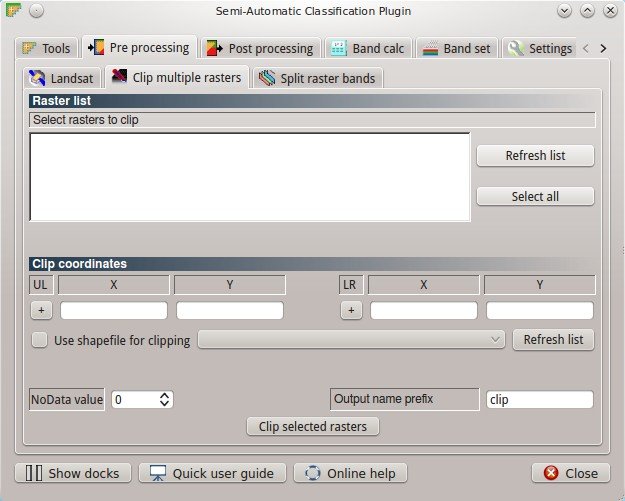 Semi-Automatic Classification Plugin
Tools Pre processing Post processing Band calc Band set Settings
Landsat Clip multiple rasters Split raster bands
Raster list
Select rasters to clip
Refresh list
Select all
Clip coordinates
UL X Y LR X Y
+ +
Use shapefile for clipping Refresh list
NoData value 0 Output name prefix clip
Clip selected rasters
Show docks Quick user guide Online help Close